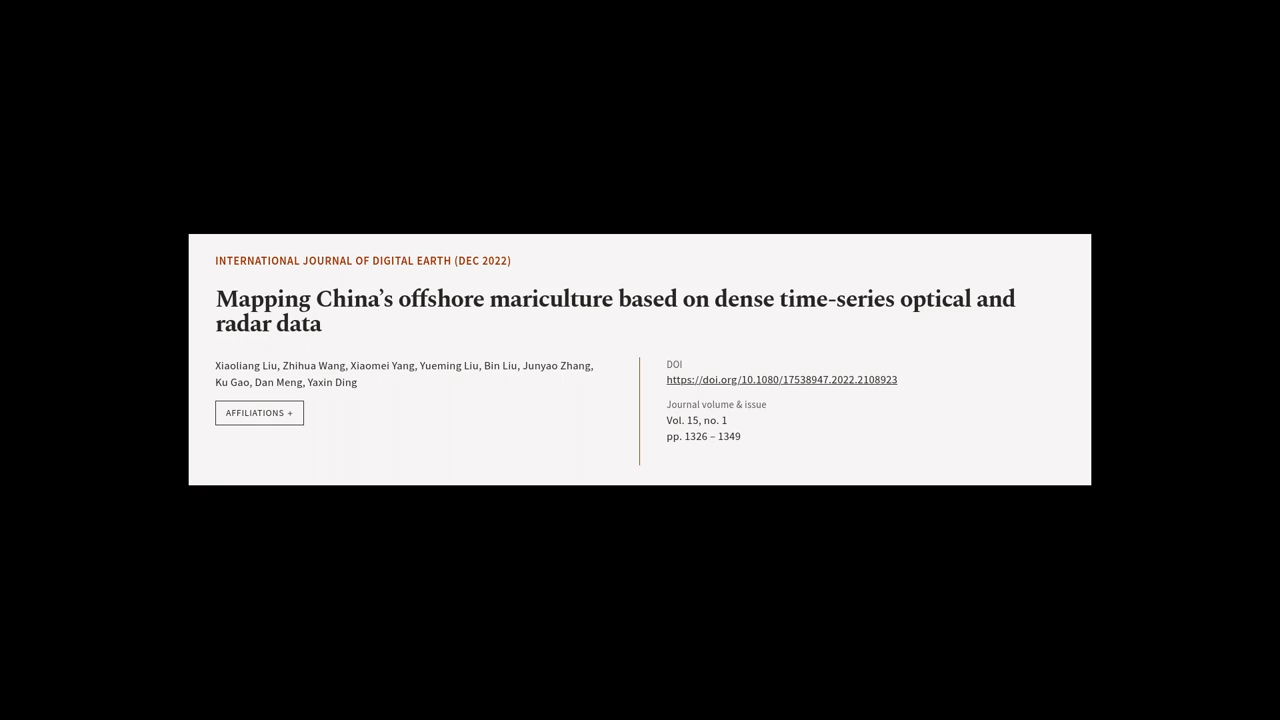 INTERNATIONAL JOURNAL OF DIGITAL EARTH (DEC 2022)
Mapping China’s offshore mariculture based on dense time-series optical and
radar data
Xiaoliang Liu, Zhihua Wang, Xiaomei Yang, Yueming Liu, Bin Liu, Junyao Zhang,
Ku Gao, Dan Meng, Yaxin Ding
AFFILIATIONS +
DOI
https://doi.org/10.1080/17538947.2022.2108923
Journal volume & issue
Vol. 15, no. 1
pp. 1326 – 1349